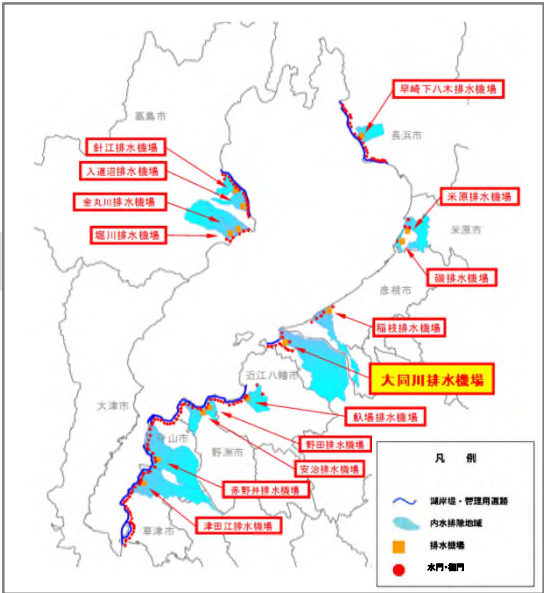 早崎下八木排水機場
高島市
長浜市
針江排水機場
入道沼排水機場
金丸川排水機場
堀川排水機場
米原排水機場
米原市
磯排水機場
彦根市
稲枝排水機場
大同川排水機場
近江八幡市
大津市
守山市
野洲市
野田排水機場
安治排水機場
赤野井排水機場
津田江排水機場
草津市
凡 例
湖岸堤・管理用道路
内水排除地域
排水機場
水門・樋門